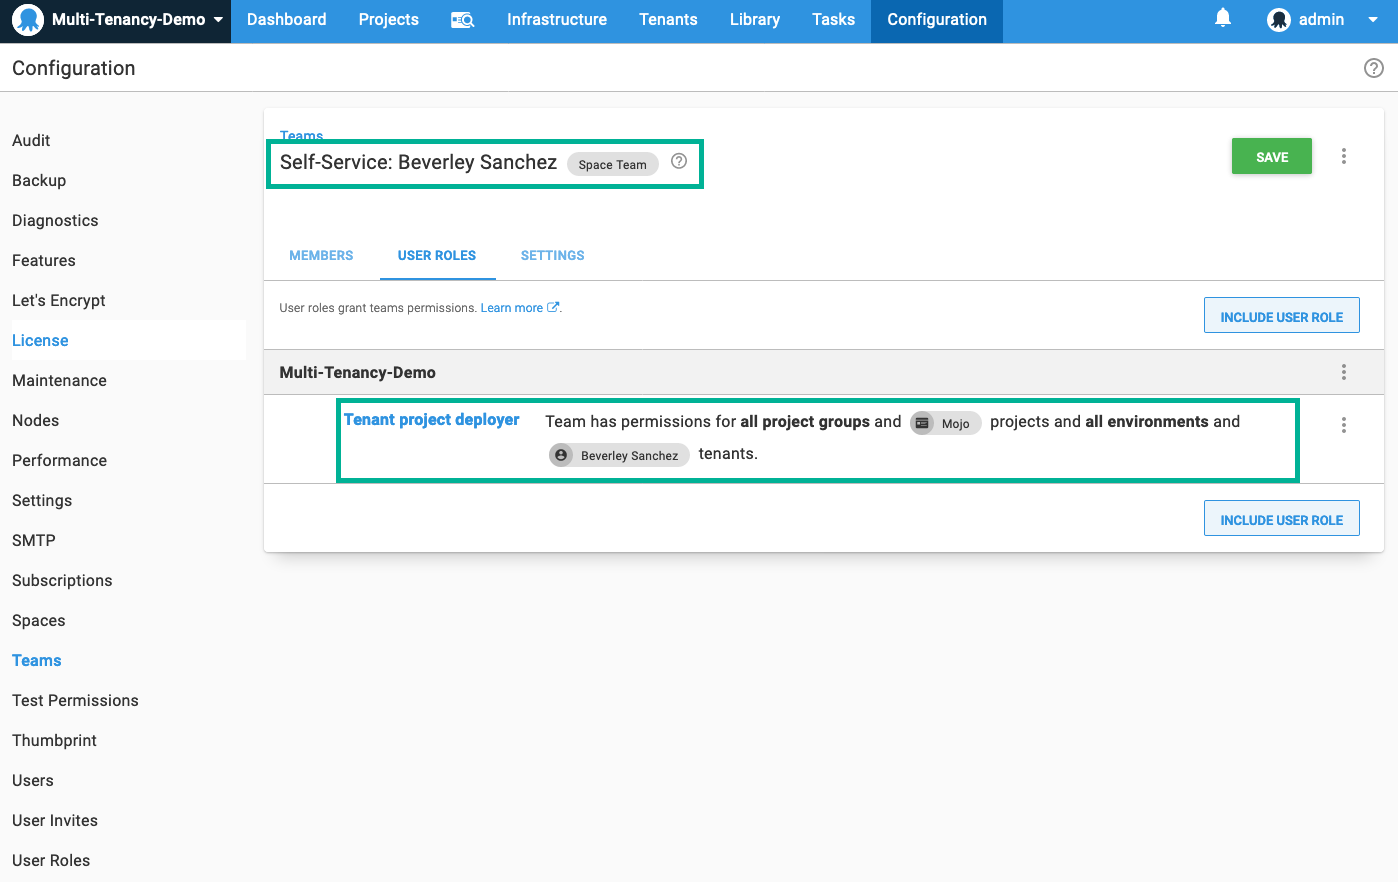 Multi-Tenancy-Demo Dashboard Projects Infrastructure Tenants Library Tasks Configuration admin
Configuration
Audit
Backup
Diagnostics
Features
Let's Encrypt
License
Maintenance
Nodes
Performance
Settings
SMTP
Subscriptions
Spaces
Teams
Test Permissions
Thumbprint
Users
User Invites
User Roles
Teams
Self-Service: Beverley Sanchez Space Team
SAVE
MEMBERS USER ROLES SETTINGS
User roles grant teams permissions. Learn more.
INCLUDE USER ROLE
Multi-Tenancy-Demo
Tenant project deployer Team has permissions for all project groups and Mojo projects and all environments and
Beverley Sanchez tenants.
INCLUDE USER ROLE